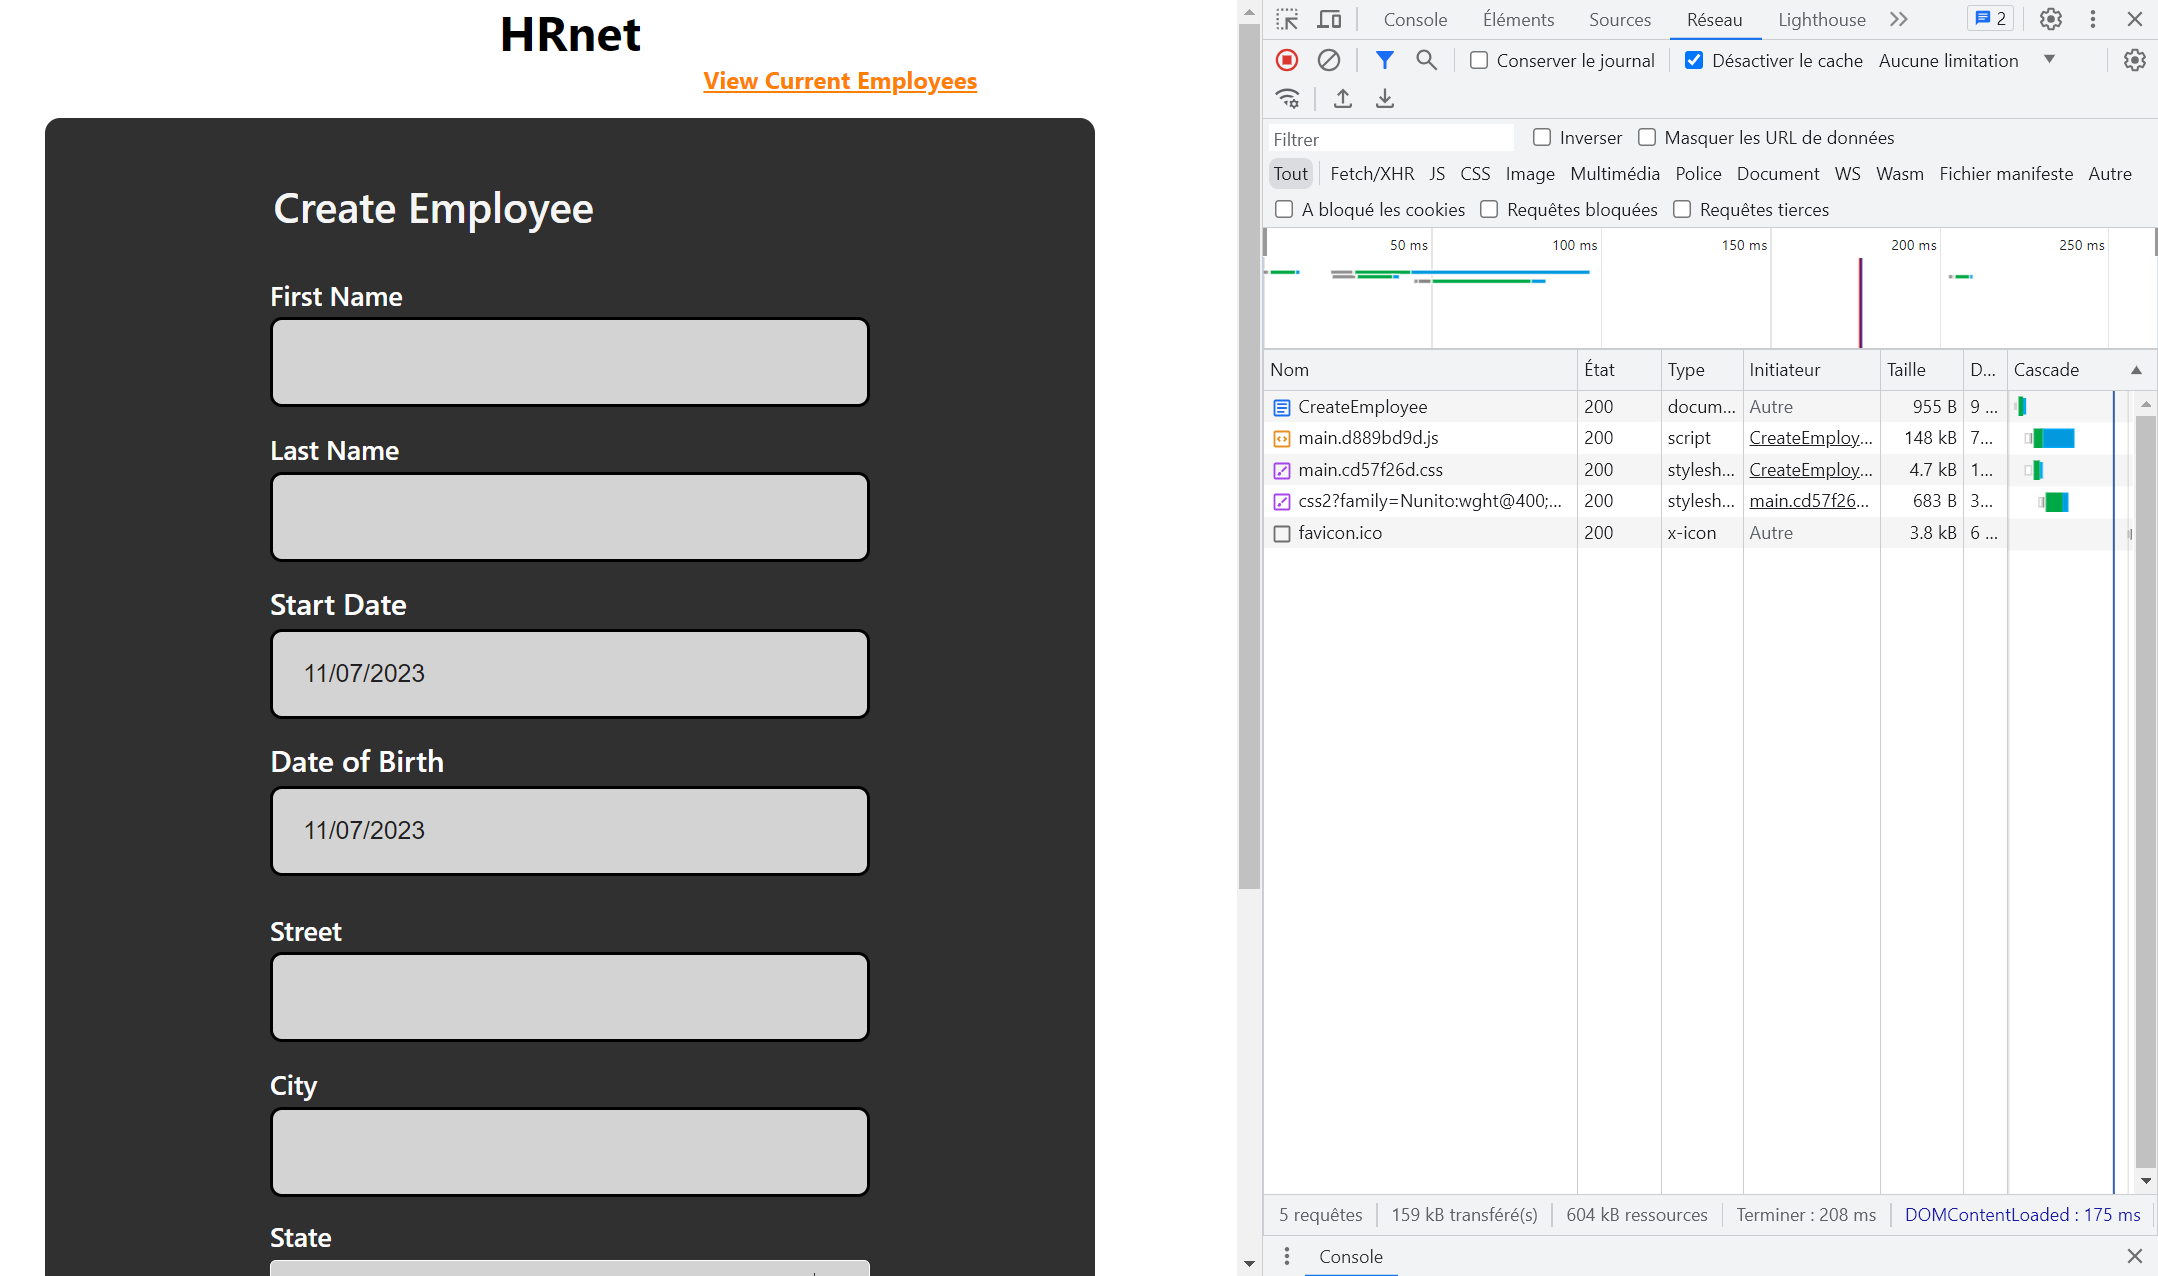 HRnet
View Current Employees
Create Employee
First Name
Last Name
Start Date
11/07/2023
Date of Birth
11/07/2023
Street
City
State
Console Éléments Sources Réseau Lighthouse 2
Conserver le journal Désactiver le cache Aucune limitation
Filtrer Inverser Masquer les URL de données
Tout Fetch/XHR JS CSS Image Multimédia Police Document WS Wasm Fichier manifeste Autre
A bloqué les cookies Requêtes bloquées Requêtes tierces
50 ms 100 ms 150 ms 200 ms 250 ms
Nom État Type Initiateur Taille D... Cascade
CreateEmployee 200 docum... Autre 955 B 9 ...
main.d889bd9d.js 200 script CreateEmploy... 148 kB 7...
main.cd57f26d.css 200 stylesh... CreateEmploy... 4.7 kB 1...
css2?family=Nunito:wght@400;... 200 stylesh... main.cd57f26... 683 B 3...
favicon.ico 200 x-icon Autre 3.8 kB 6 ...
5 requêtes 159 kB transféré(s) 604 kB ressources Terminer : 208 ms DOMContentLoaded : 175 ms
Console